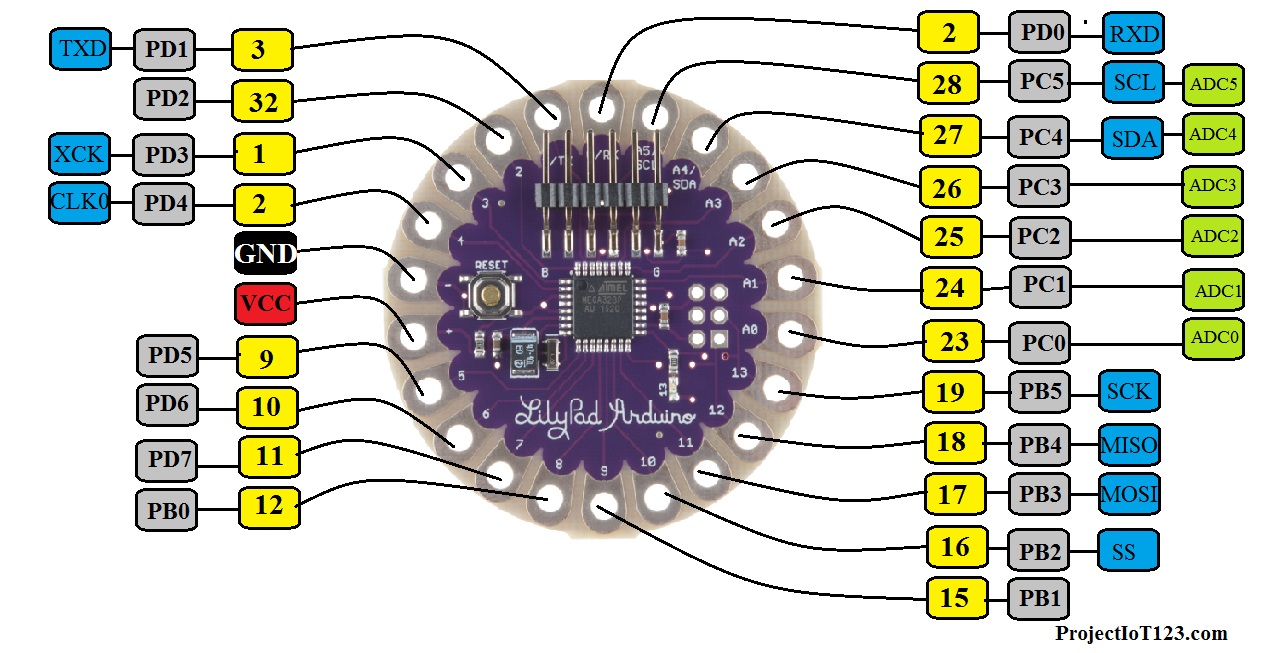 TXD PD1 3
PD2 32
XCK PD3 1
CLK0 PD4 2
GND
VCC
PD5 9
PD6 10
PD7 11
PB0 12
2 PD0 RXD
28 PC5 SCL ADC5
27 PC4 SDA ADC4
26 PC3 ADC3
25 PC2 ADC2
24 PC1 ADC1
23 PC0 ADC0
19 PB5 SCK
18 PB4 MISO
17 PB3 MOSI
16 PB2 SS
15 PB1
/TX
/RX
A5/
SCL
A4/
SDA
A3
A2
A1
A0
13
12
11
10
9
8
7
6
5
+
-
4
3
2
B
G
RESET
ATMEL
13
LilyPad Arduino
ProjectIoT123.com